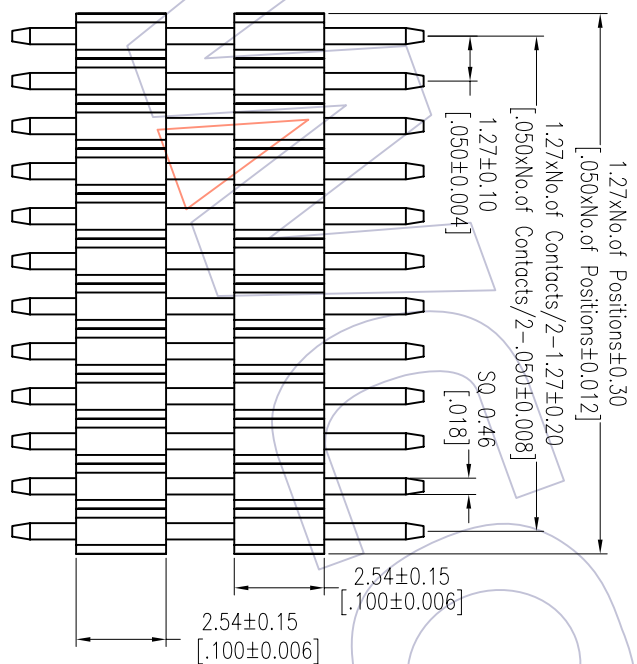 1.27xNo.of Positions±0.30
[.050xNo.of Positions±0.012]
1.27xNo.of Contacts/2-1.27±0.20
[.050xNo.of Contacts/2-.050±0.008]
1.27±0.10
[.050±0.004]
SQ 0.46
[.018]
2.54±0.15
[.100±0.006]
2.54±0.15
[.100±0.006]